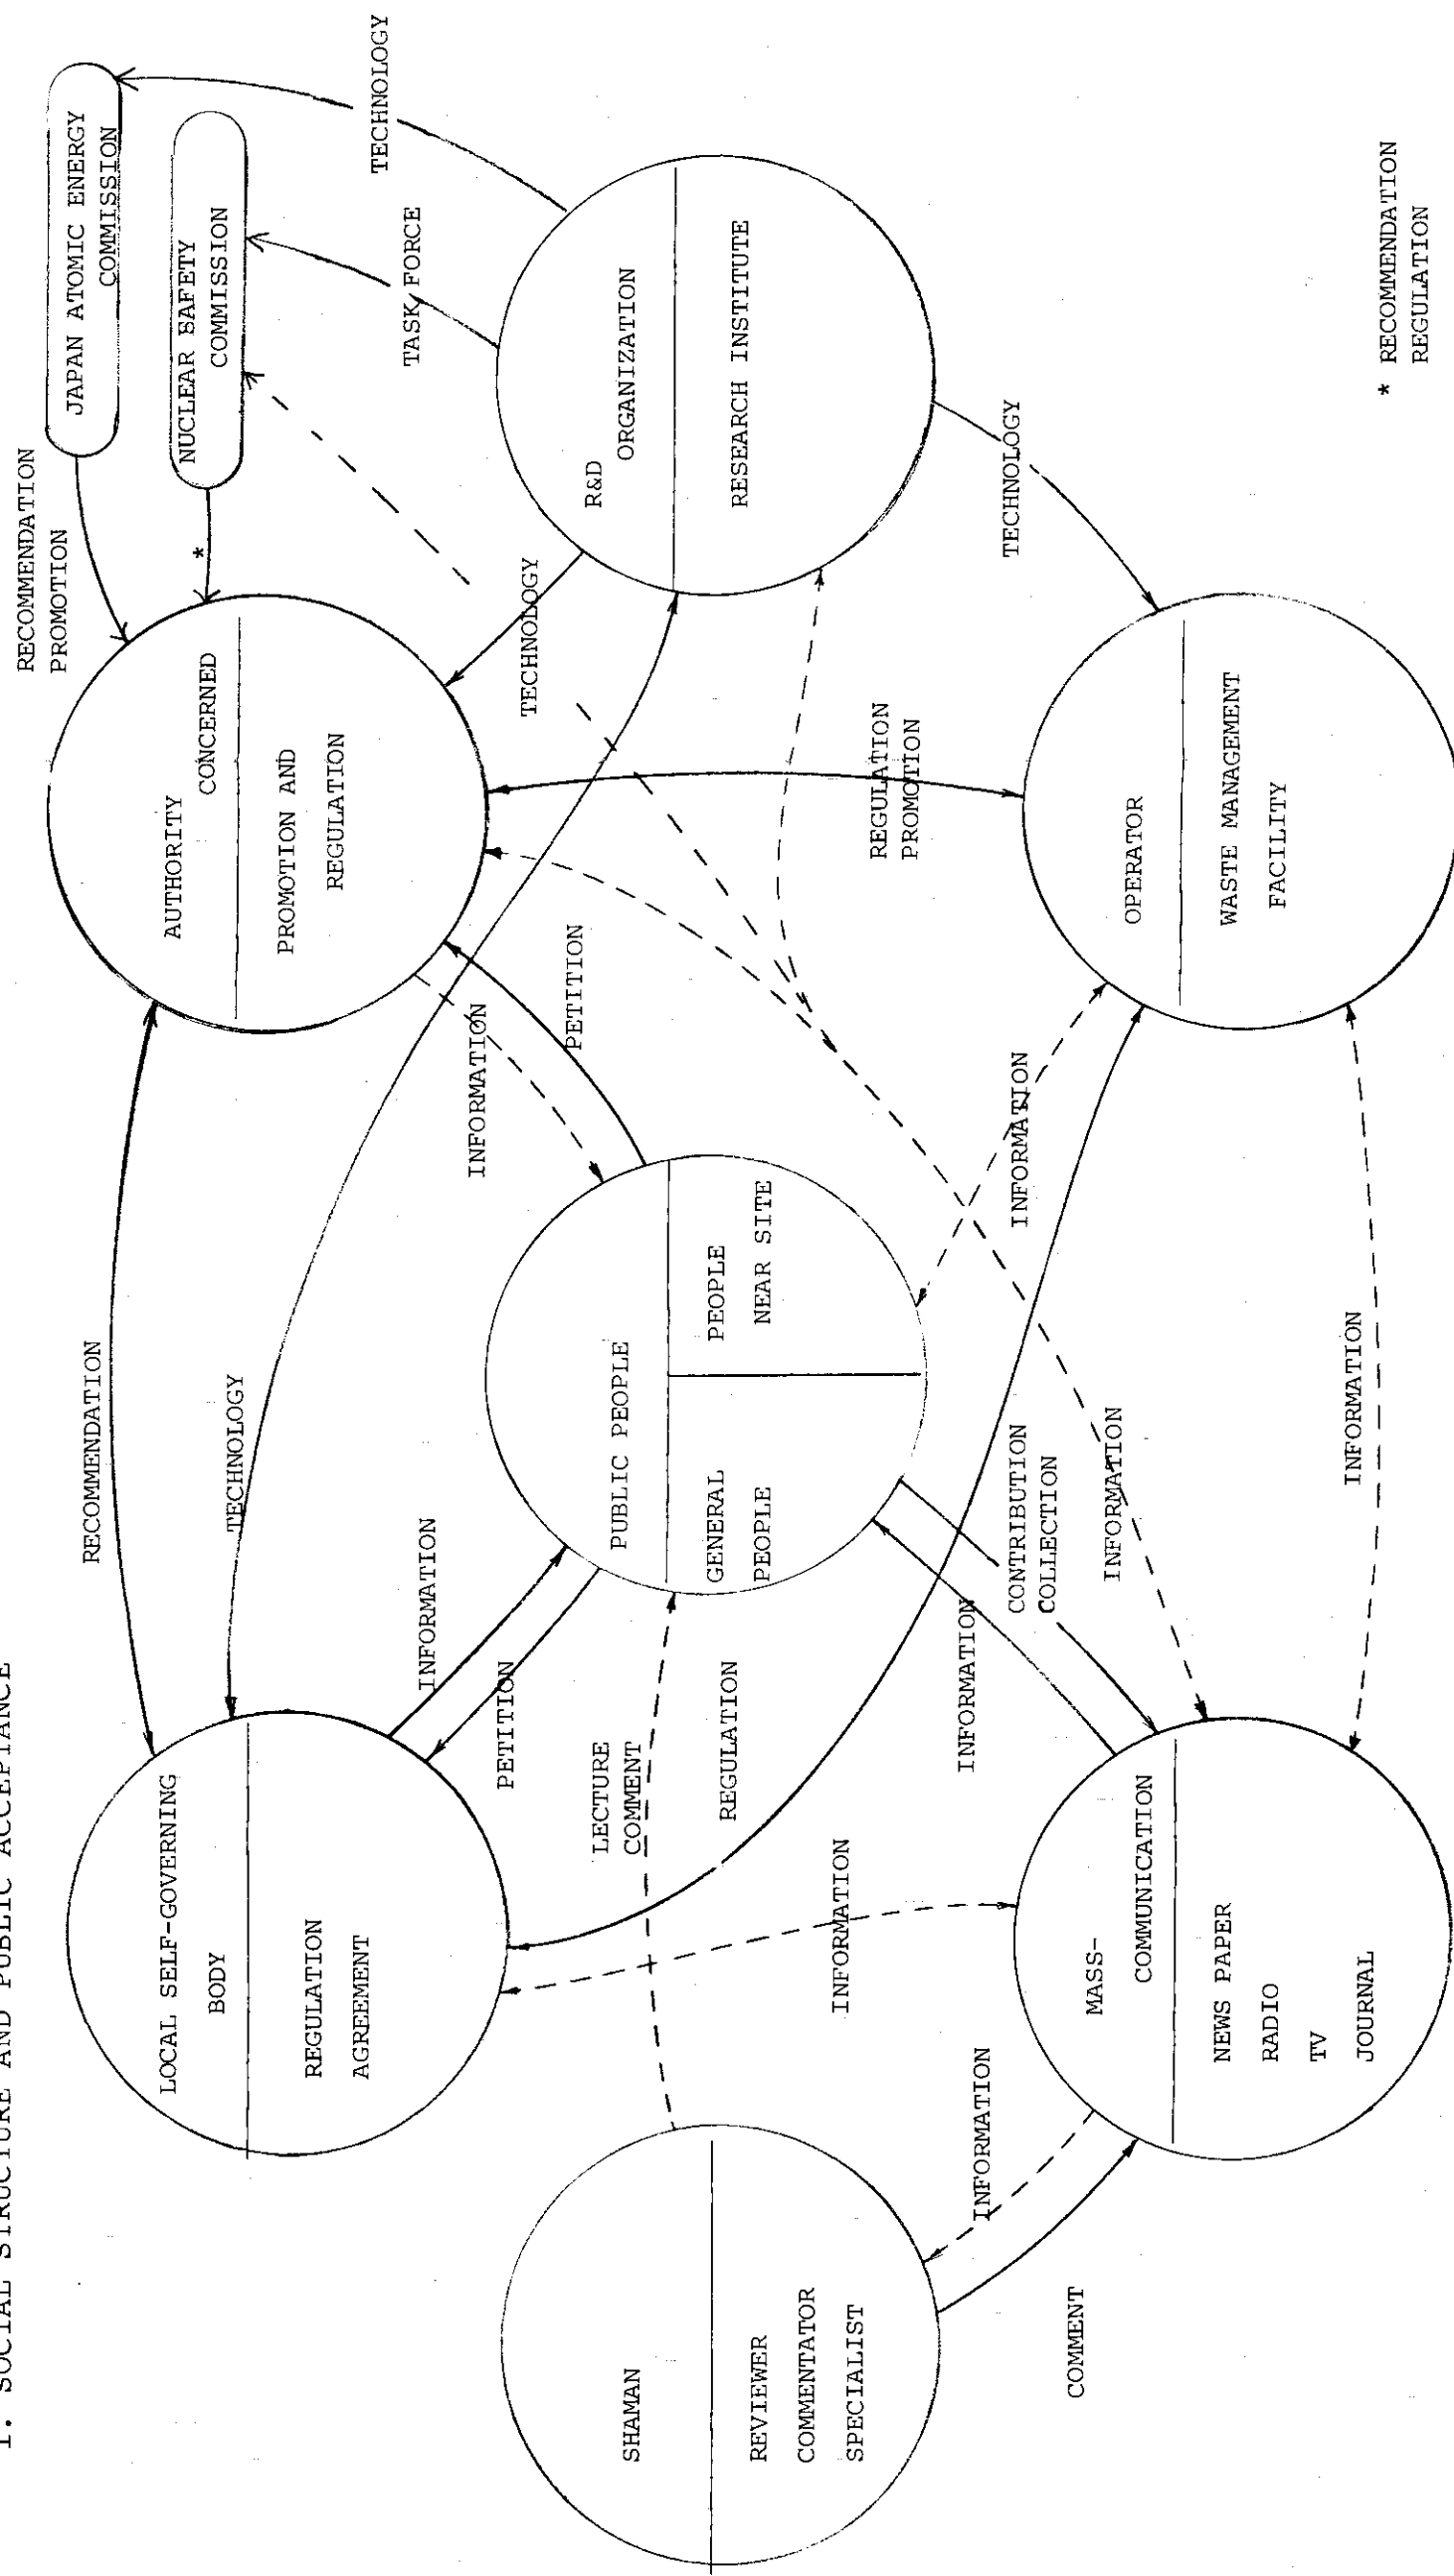 1. SOCIAL STRUCTURE AND PUBLIC ACCEPTANCE
RECOMMENDATION
PROMOTION
JAPAN ATOMIC ENERGY
COMMISSION
NUCLEAR SAFETY
COMMISSION
*
TECHNOLOGY
TASK FORCE
RECOMMENDATION
TECHNOLOGY
LOCAL SELF-GOVERNING
BODY
REGULATION
AGREEMENT
AUTHORITY
CONCERNED
PROMOTION AND
REGULATION
INFORMATION
PETITION
INFORMATION
PETITION
TECHNOLOGY
R&D
ORGANIZATION
RESEARCH INSTITUTE
LECTURE
COMMENT
PUBLIC PEOPLE
GENERAL
PEOPLE
PEOPLE
NEAR SITE
SHAMAN
REVIEWER
COMMENTATOR
SPECIALIST
REGULATION
INFORMATION
REGULATION
PROMOTION
INFORMATION
INFORMATION
CONTRIBUTION
COLLECTION
INFORMATION
TECHNOLOGY
COMMENT
INFORMATION
MASS-
COMMUNICATION
NEWS PAPER
RADIO
TV
JOURNAL
OPERATOR
WASTE MANAGEMENT
FACILITY
INFORMATION
* RECOMMENDATION
REGULATION